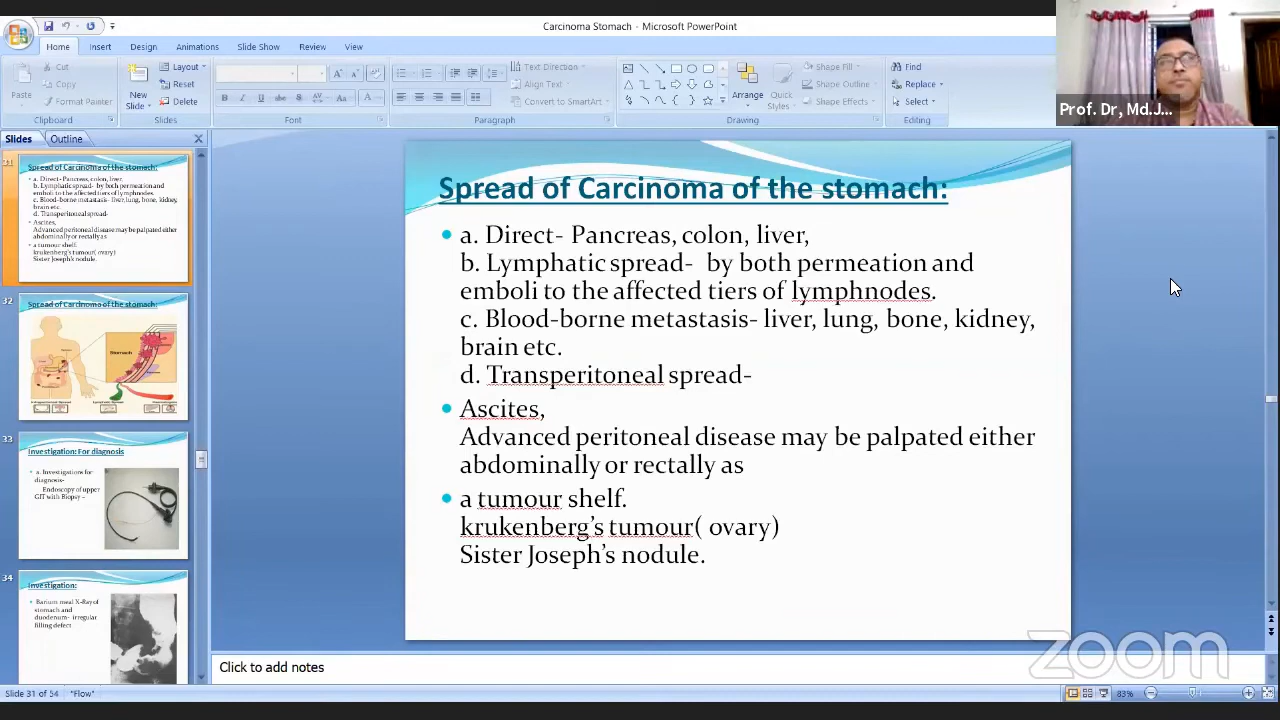 Carcinoma Stomach - Microsoft PowerPoint
Home Insert Design Animations Slide Show Review View
Paste
Cut
Copy
Format Painter
Clipboard
New Slide
Layout
Reset
Delete
Slides
Font
Text Direction
Align Text
Convert to SmartArt
Paragraph
Arrange
Quick Styles
Shape Fill
Shape Outline
Shape Effects
Drawing
Find
Replace
Select
Editing
Prof. Dr, Md.J...
Slides Outline
31
Spread of Carcinoma of the stomach:
a. Direct- Pancreas, colon, liver,
b. Lymphatic spread- by both permeation and
emboli to the affected tiers of lymphnodes.
c. Blood-borne metastasis- liver, lung, bone, kidney,
brain etc.
d. Transperitoneal spread-
Ascites,
Advanced peritoneal disease may be palpated either
abdominally or rectally as
a tumour shelf.
krukenberg's tumour( ovary)
Sister Joseph's nodule.
32
Spread of Carcinoma of the stomach:
Stomach
33
Investigation: For diagnosis
a. Investigations for
diagnosis-
Endoscopy of upper
GIT with Biopsy –
34
Investigation:
Barium meal X-Ray of
stomach and
duodenum- irregular
filling defect
Spread of Carcinoma of the stomach:
a. Direct- Pancreas, colon, liver,
b. Lymphatic spread- by both permeation and
emboli to the affected tiers of lymphnodes.
c. Blood-borne metastasis- liver, lung, bone, kidney,
brain etc.
d. Transperitoneal spread-
Ascites,
Advanced peritoneal disease may be palpated either
abdominally or rectally as
a tumour shelf.
krukenberg's tumour( ovary)
Sister Joseph's nodule.
zoom
Click to add notes
Slide 31 of 54 "Flow" 83%